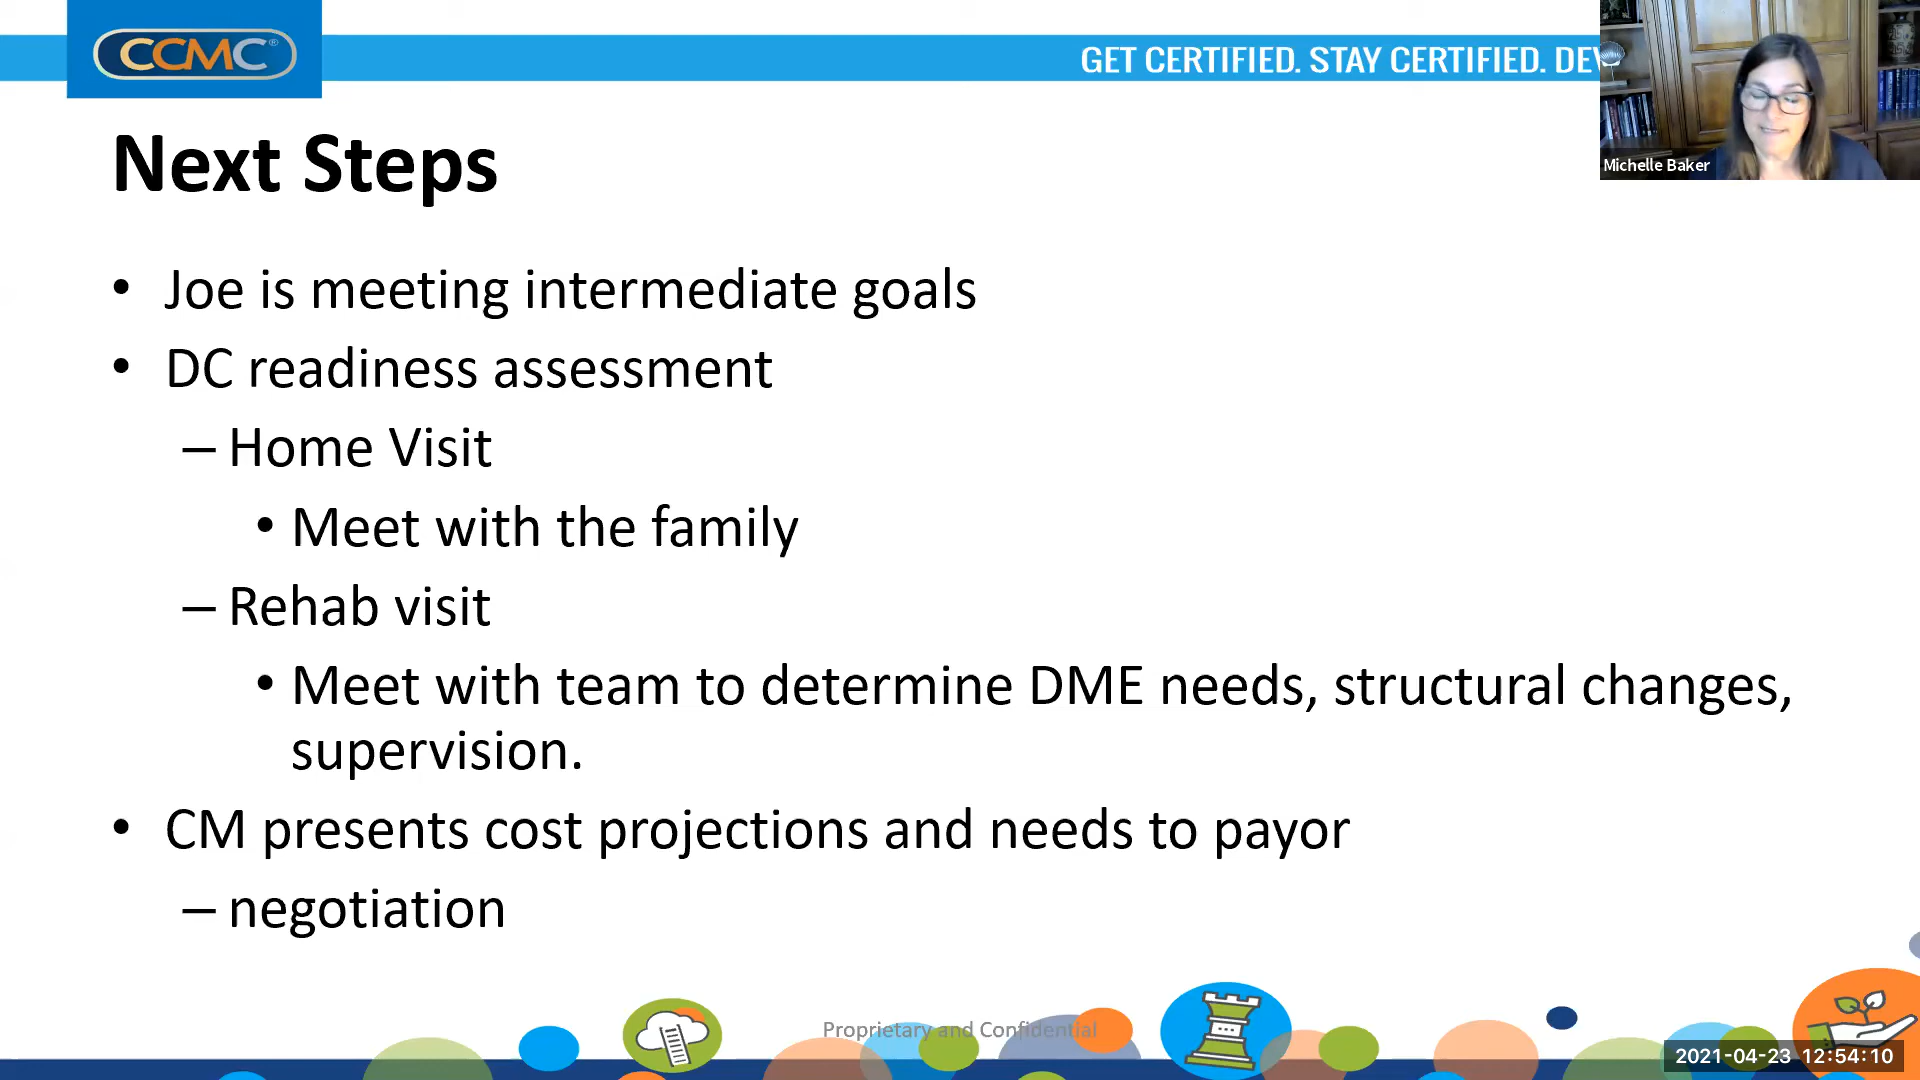 CCMC®
GET CERTIFIED. STAY CERTIFIED. DEV
Michelle Baker
Next Steps
• Joe is meeting intermediate goals
• DC readiness assessment
– Home Visit
• Meet with the family
– Rehab visit
• Meet with team to determine DME needs, structural changes,
supervision.
• CM presents cost projections and needs to payor
– negotiation
Proprietary and Confidential
2021-04-23 12:54:10